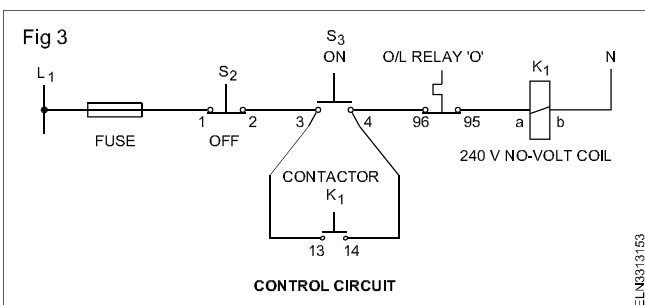 Fig 3
S3
ON
O/L RELAY 'O'
N
L1
S2
K1
1 2 3 4 96 95 a b
FUSE
OFF
240 V NO-VOLT COIL
CONTACTOR
K1
13 14
CONTROL CIRCUIT
ELN3313153